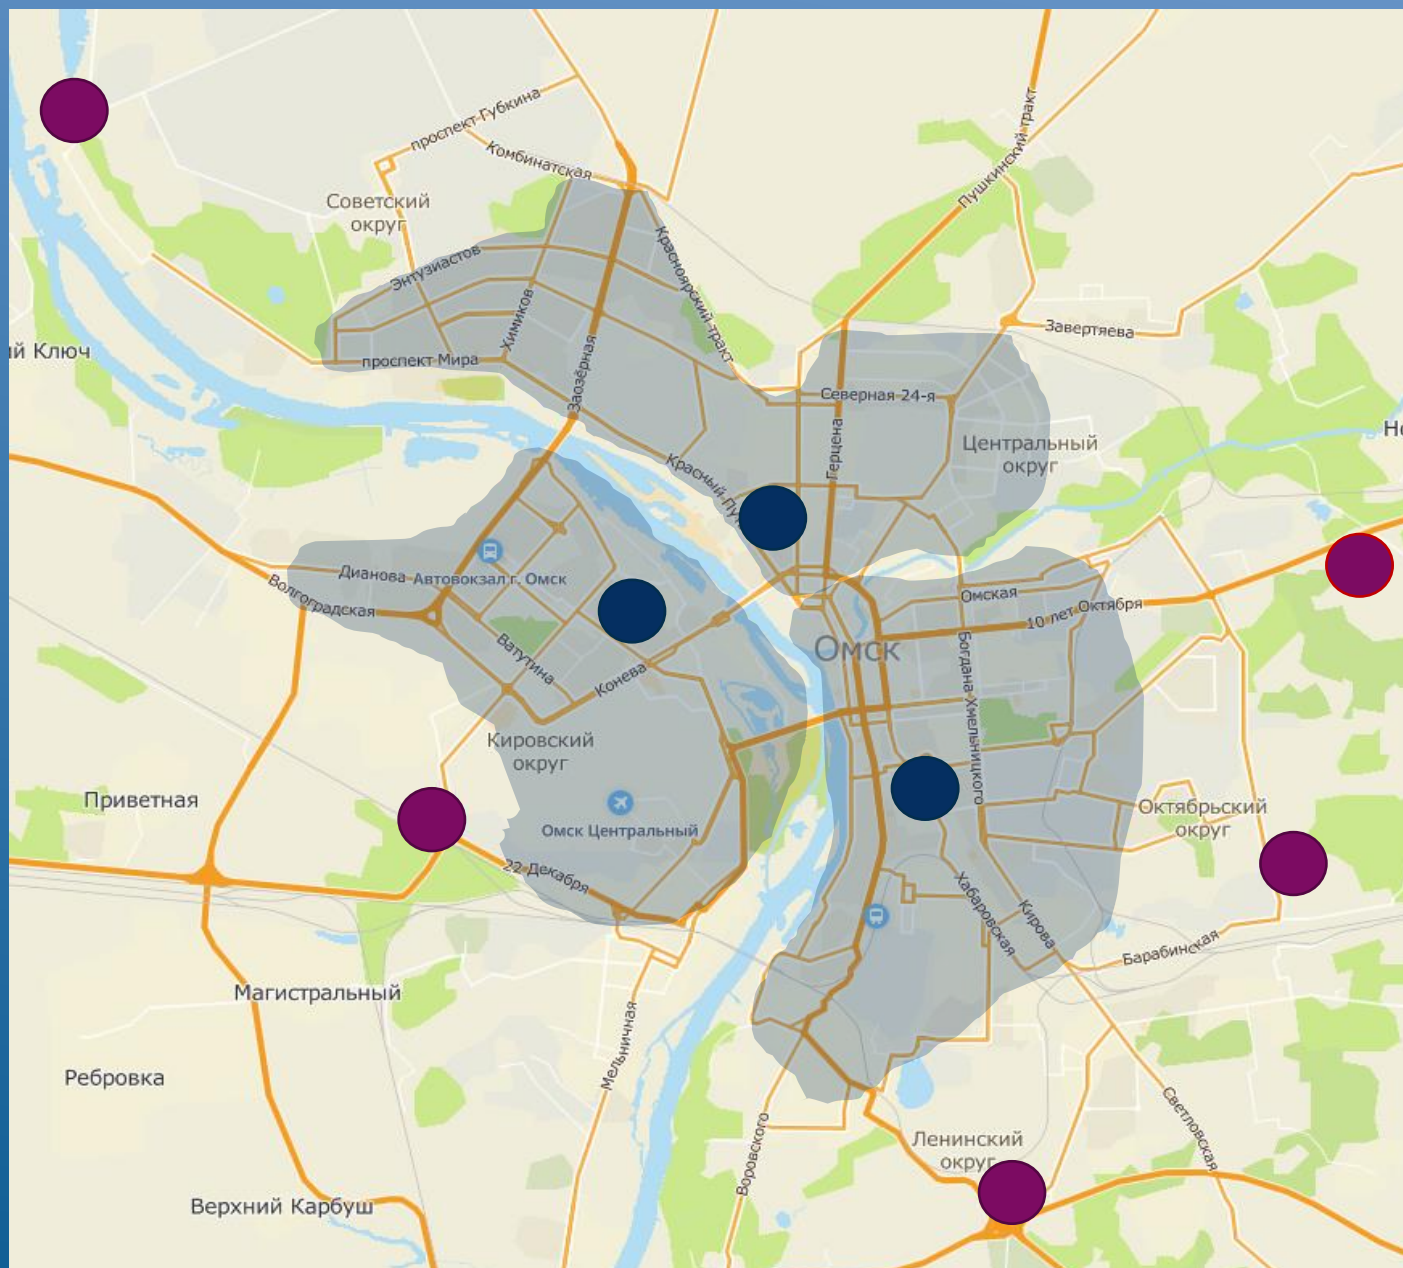 проспект Губкина
Пушкинский тракт
Комбинатская
Советский
округ
Красноярский тракт
Энтузиастов
Химиков
Завертяева
ий Ключ
проспект Мира
Заозёрная
Северная 24-я
Герцена
Центральный
округ
Но
Красный Пу
Дианова
Автовокзал г. Омск
Волгоградская
Омская
10 лет Октября
Омск
Ватутина
Конева
Богдана Хмельницкого
Кировский
округ
Приветная
Омск Центральный
Октябрьский
округ
22 Декабря
Хабаровская
Кирова
Барабинская
Магистральный
Мельничная
Ребровка
Светловская
Воровского
Ленинский
округ
Верхний Карбуш